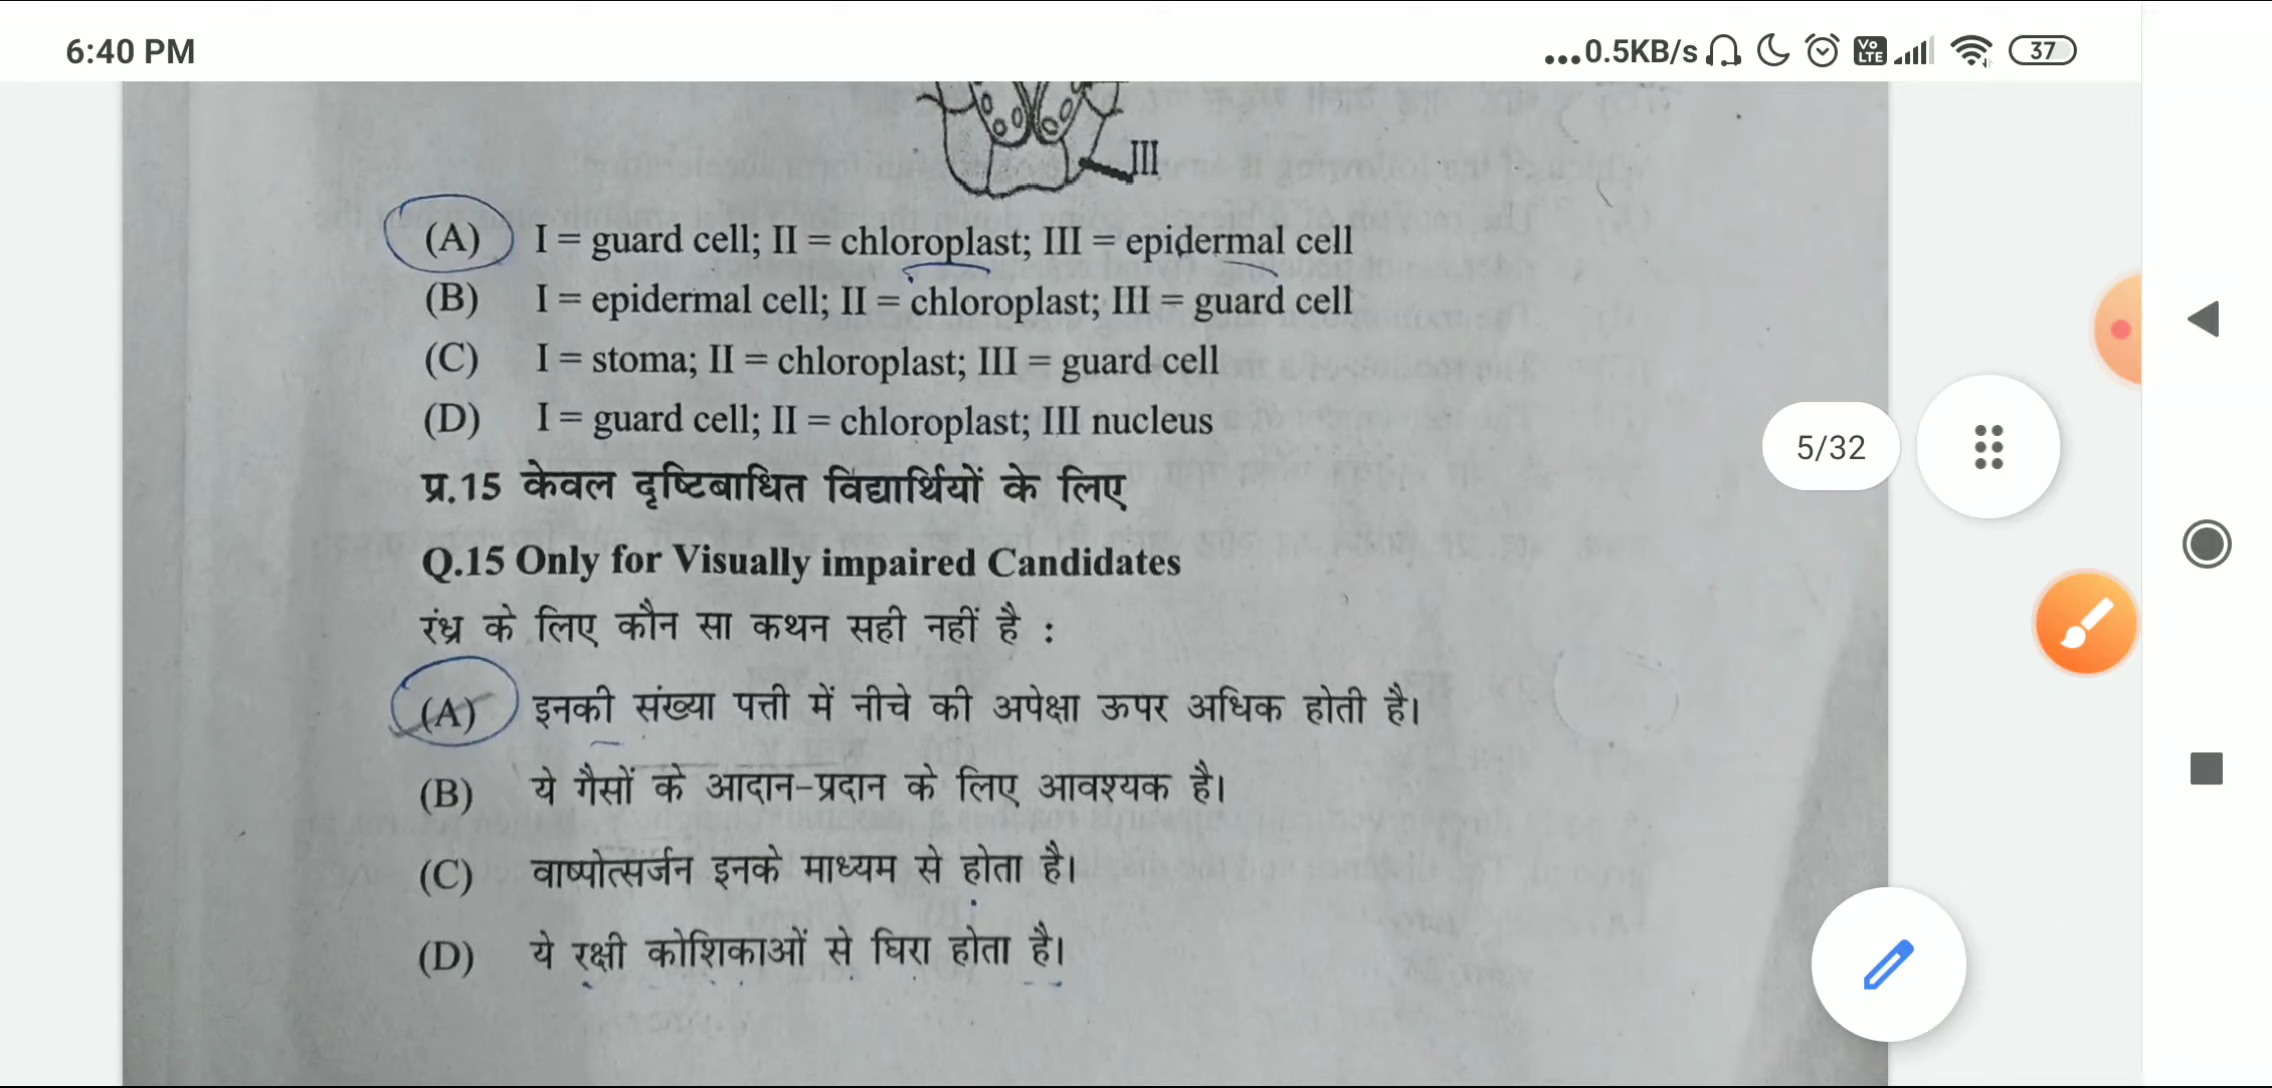 6:40 PM
...0.5KB/s Vo LTE 37
III
(A) I = guard cell; II = chloroplast; III = epidermal cell
(B) I = epidermal cell; II = chloroplast; III = guard cell
(C) I = stoma; II = chloroplast; III = guard cell
(D) I = guard cell; II = chloroplast; III nucleus
5/32
प्र.15 केवल दृष्टिबाधित विद्यार्थियों के लिए
Q.15 Only for Visually impaired Candidates
रंध्र के लिए कौन सा कथन सही नहीं है :
(A) इनकी संख्या पत्ती में नीचे की अपेक्षा ऊपर अधिक होती है।
(B) ये गैसों के आदान-प्रदान के लिए आवश्यक है।
(C) वाष्पोत्सर्जन इनके माध्यम से होता है।
(D) ये रक्षी कोशिकाओं से घिरा होता है।